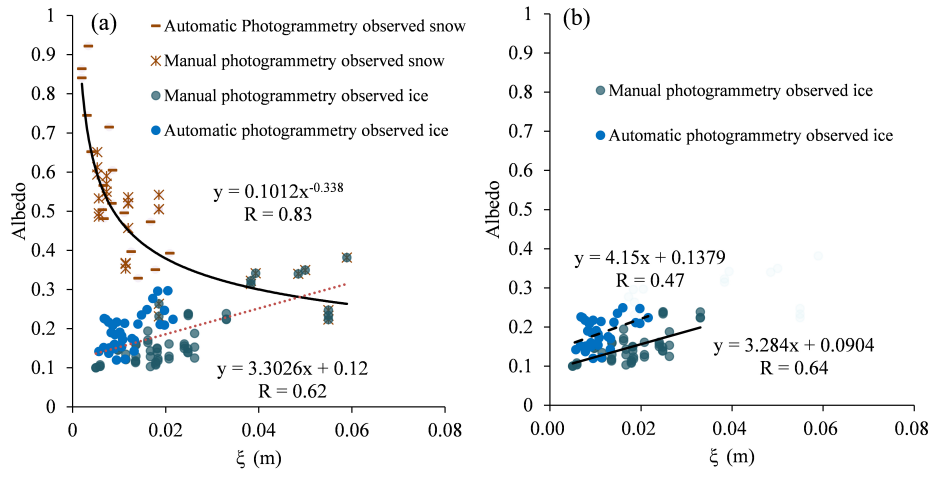 (a)
Automatic Photogrammetry observed snow
Manual photogrammetry observed snow
Manual photogrammetry observed ice
Automatic photogrammetry observed ice
y = 0.1012x^-0.338
R = 0.83
3.3026x + 0.12
R = 0.62
Albedo
1
0.9
0.8
0.7
0.6
0.5
0.4
0.3
0.2
0.1
0
0
0.02
0.04
0.06
0.08
ξ (m)
(b)
Manual photogrammetry observed ice
Automatic photogrammetry observed ice
y = 4.15x + 0.1379
R = 0.47
y = 3.284x + 0.0904
R = 0.64
Albedo
1
0.9
0.8
0.7
0.6
0.5
0.4
0.3
0.2
0.1
0
0.00
0.02
0.04
0.06
0.08
ξ (m)